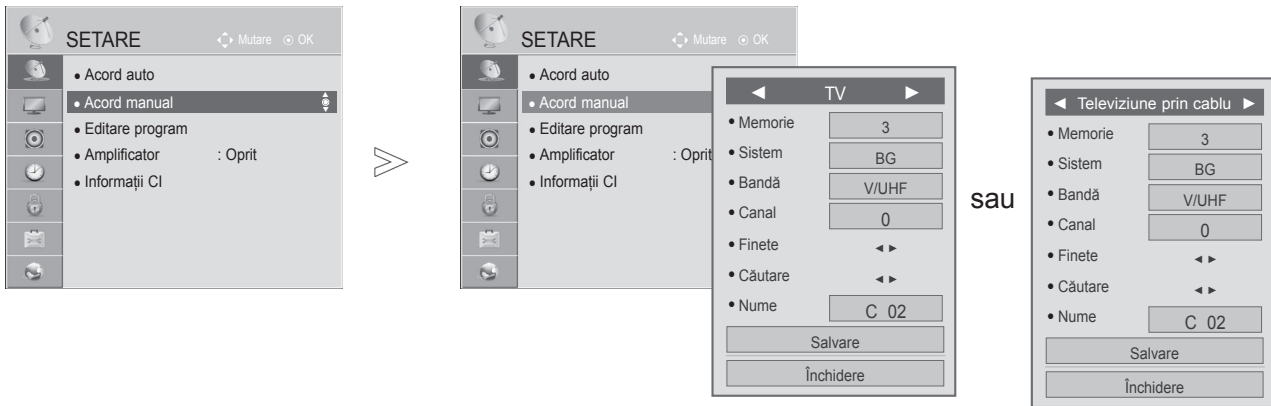 SETARE Mutare OK
Acord auto
Acord manual
Editare program
Amplificator : Oprit
Informații CI
SETARE Mutare OK
Acord auto
Acord manual
Editare program
Amplificator : Oprit
Informații CI
◄ TV ►
• Memorie 3
• Sistem BG
• Bandă V/UHF
• Canal 0
• Finete ◄ ►
• Căutare ◄ ►
• Nume C 02
Salvare
Închidere
sau
◄ Televiziune prin cablu ►
• Memorie 3
• Sistem BG
• Bandă V/UHF
• Canal 0
• Finete ◄ ►
• Căutare ◄ ►
• Nume C 02
Salvare
Închidere